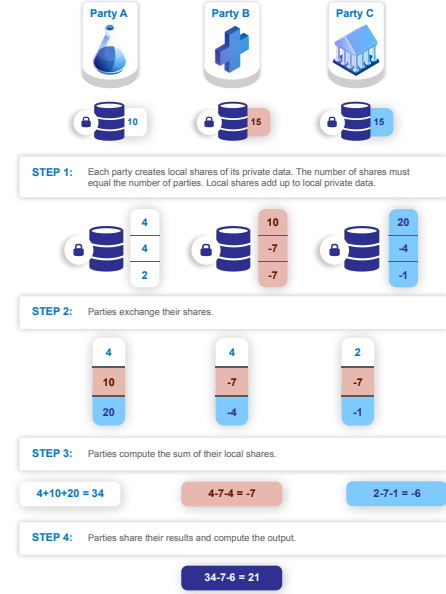 Party A
Party B
Party C
10
15
15
STEP 1: Each party creates local shares of its private data. The number of shares must
equal the number of parties. Local shares add up to local private data.
4
10
20
4
-7
-4
2
-7
-1
STEP 2: Parties exchange their shares.
4
4
2
10
-7
-7
20
-4
-1
STEP 3: Parties compute the sum of their local shares.
4+10+20 = 34
4-7-4 = -7
2-7-1 = -6
STEP 4: Parties share their results and compute the output.
34-7-6 = 21